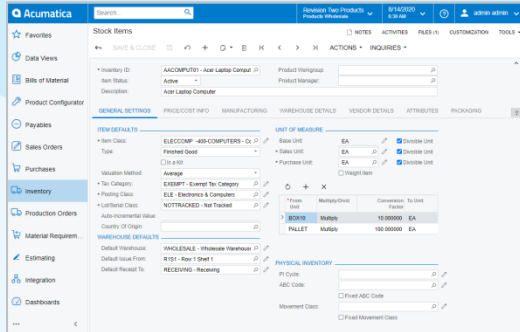 Acumatica
Search...
Revision Two Products
Products Wholesale
9/14/2020
6:36 AM
admin admin
Favorites
Data Views
Bills of Material
Product Configurator
Payables
Sales Orders
Purchases
Inventory
Production Orders
Material Requirem...
Estimating
Integration
Dashboards
Stock Items
NOTES ACTIVITIES FILES (1) CUSTOMIZATION TOOLS
SAVE & CLOSE ACTIONS INQUIRIES
* Inventory ID: AACOMPUT01 - Acer Laptop Comput
Product Workgroup:
Item Status: Active
Product Manager:
Description: Acer Laptop Computer
GENERAL SETTINGS PRICE/COST INFO MANUFACTURING WAREHOUSE DETAILS VENDOR DETAILS ATTRIBUTES PACKAGING
ITEM DEFAULTS
* Item Class: ELECCOMP -400-COMPUTERS - Co
Type: Finished Good
Is a Kit
Valuation Method: Average
* Tax Category: EXEMPT - Exempt Tax Category
* Posting Class: ELE - Electronics & Computers
* Lot/Serial Class: NOTTRACKED - Not Tracked
Auto-Incremental Value:
Country Of Origin:
WAREHOUSE DEFAULTS
Default Warehouse: WHOLESALE - Wholesale Warehouse
Default Issue From: R1S1 - Row 1 Shelf 1
Default Receipt To: RECEIVING - Receiving
UNIT OF MEASURE
Base Unit: EA Divisible Unit
* Sales Unit: EA Divisible Unit
* Purchase Unit: EA Divisible Unit
Weight Item
* From Unit Multiply/Divide Conversion Factor To Unit
BOX10 Multiply 10.000000 EA
PALLET Multiply 100.000000 EA
PHYSICAL INVENTORY
PI Cycle:
ABC Code:
Fixed ABC Code
Movement Class:
Fixed Movement Class